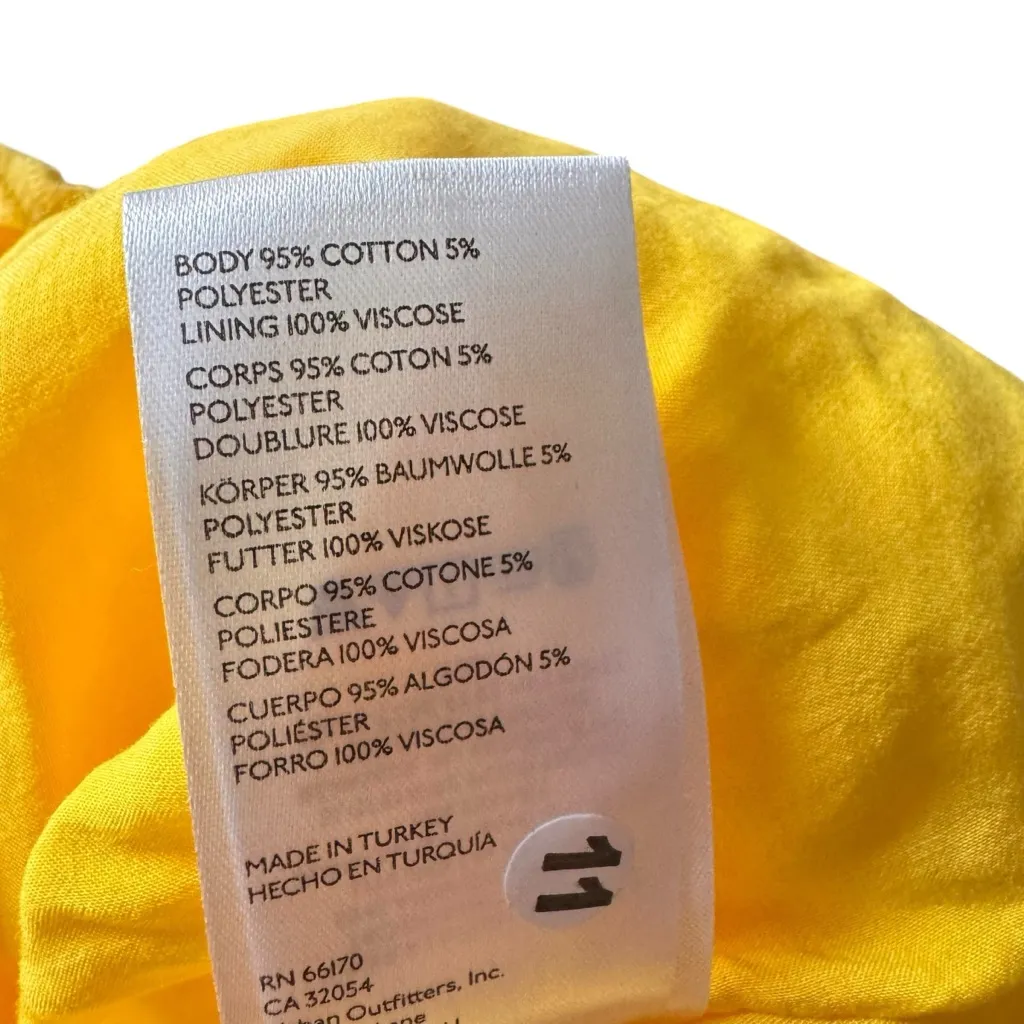 BODY 95% COTTON 5%
POLYESTER
LINING 100% VISCOSE
CORPS 95% COTON 5%
POLYESTER
DOUBLURE 100% VISCOSE
KÖRPER 95% BAUMWOLLE 5%
POLYESTER
FUTTER 100% VISKOSE
CORPO 95% COTONE 5%
POLIESTERE
FODERA 100% VISCOSA
CUERPO 95% ALGODÓN 5%
POLIÉSTER
FORRO 100% VISCOSA
MADE IN TURKEY
HECHO EN TURQUÍA
11
RN 66170
CA 32054
Outfitters, Inc.